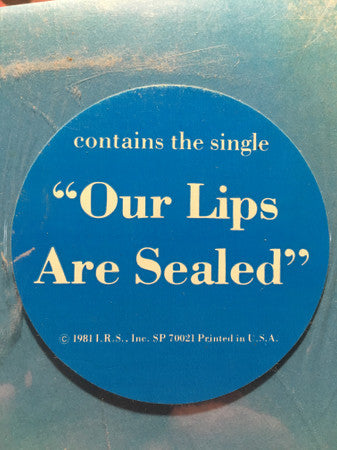 contains the single
“Our Lips
Are Sealed”
© 1981 I.R.S., Inc. SP 70021 Printed in U.S.A.